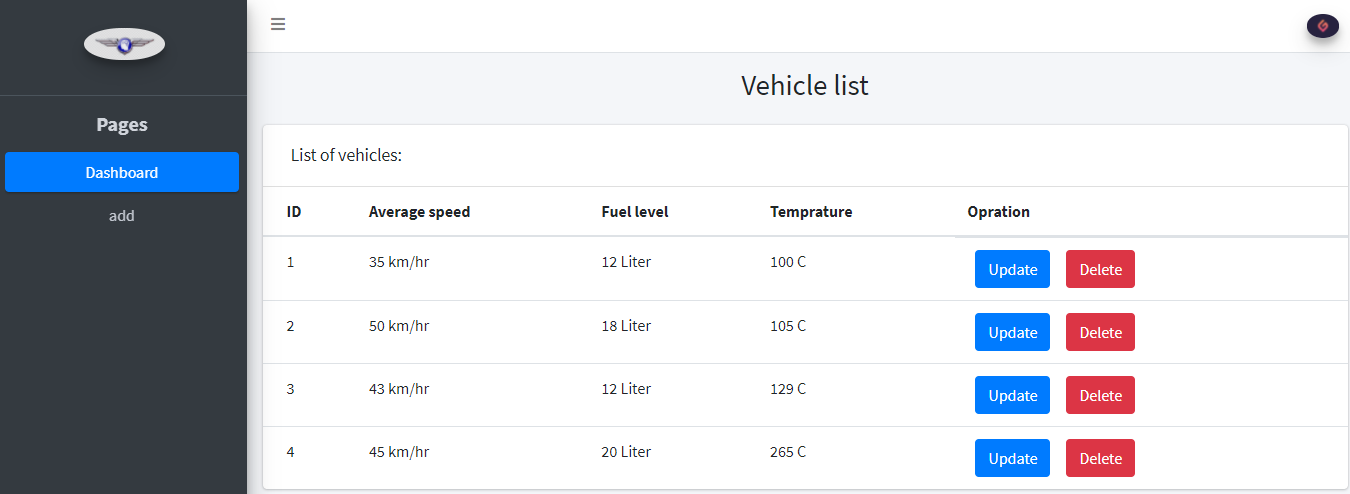 Pages
Dashboard
add
Vehicle list
List of vehicles:
ID Average speed Fuel level Temprature Opration
1 35 km/hr 12 Liter 100 C Update Delete
2 50 km/hr 18 Liter 105 C Update Delete
3 43 km/hr 12 Liter 129 C Update Delete
4 45 km/hr 20 Liter 265 C Update Delete